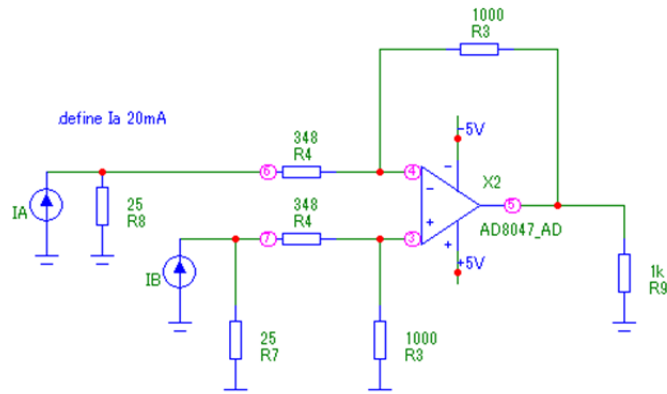 1000
R3
.define Ia 20mA
-5V
348
R4
6
4
X2
IA
25
R8
348
R4
5
AD8047_AD
7
3
+5V
IB
1k
R9
25
R7
1000
R3